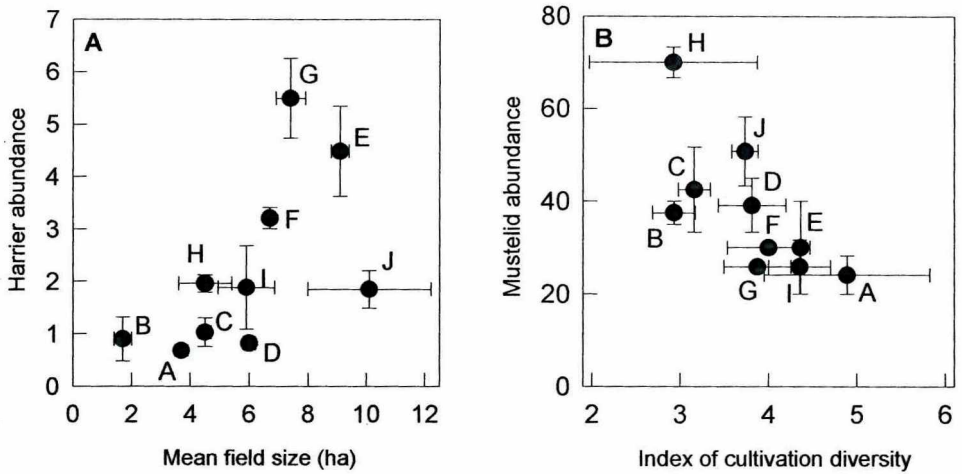 A
Harrier abundance
7
6
5
4
3
2
1
0
G
E
F
H
I
J
B
C
A
D
0 2 4 6 8 10 12
Mean field size (ha)
B
Mustelid abundance
80
60
40
20
0
H
J
C
D
B
F
E
G
I
A
2 3 4 5 6
Index of cultivation diversity